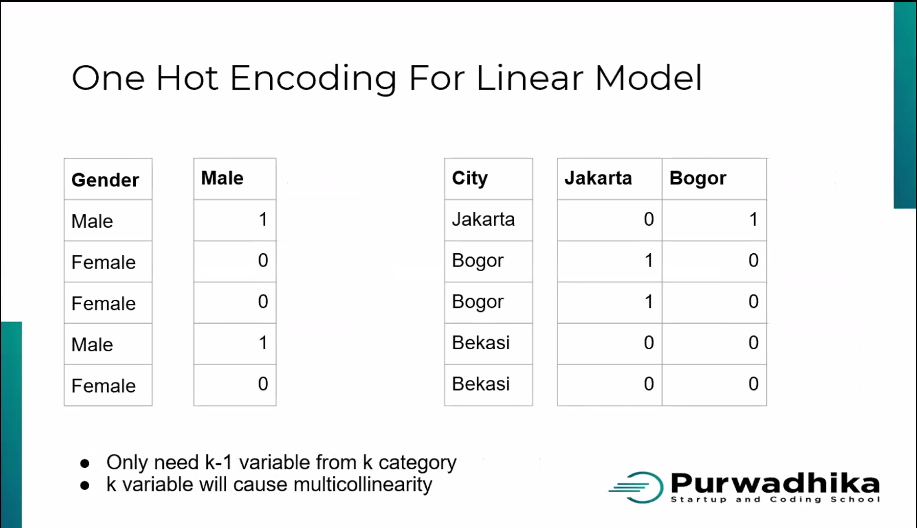 One Hot Encoding For Linear Model
Gender Male City Jakarta Bogor
Male 1 Jakarta 0 1
Female 0 Bogor 1 0
Female 0 Bogor 1 0
Male 1 Bekasi 0 0
Female 0 Bekasi 0 0
● Only need k-1 variable from k category
● k variable will cause multicollinearity
Purwadhika
Startup and Coding School